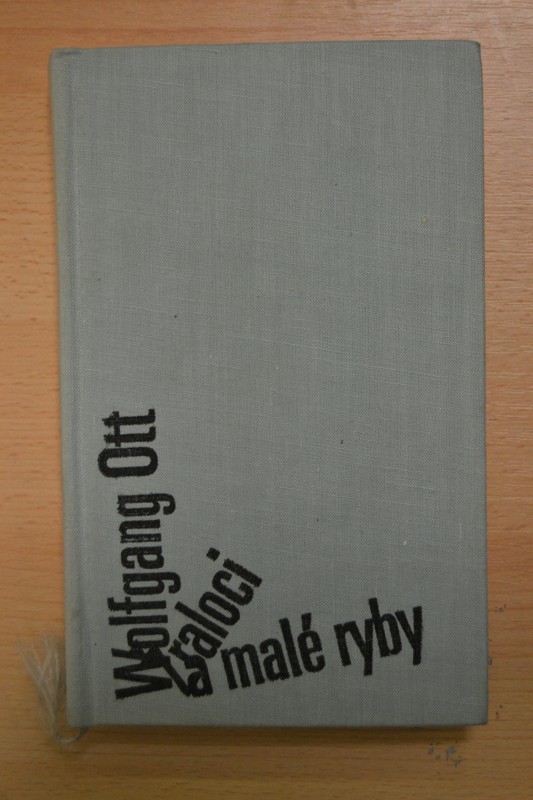 Wolfgang Ott
žraloci
a malé ryby